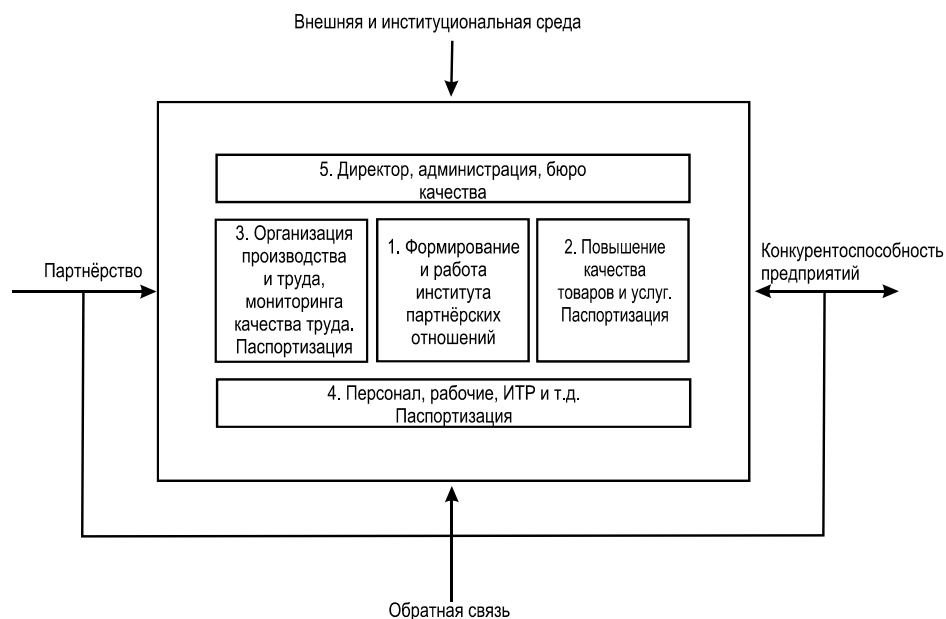 Внешняя и институциональная среда
5. Директор, администрация, бюро
качества
3. Организация
производства
и труда,
мониторинга
качества труда.
Паспортизация
1. Формирование
и работа
института
партнёрских
отношений
2. Повышение
качества
товаров и услуг.
Паспортизация
Партнёрство
Конкурентоспособность
предприятий
4. Персонал, рабочие, ИТР и т.д.
Паспортизация
Обратная связь